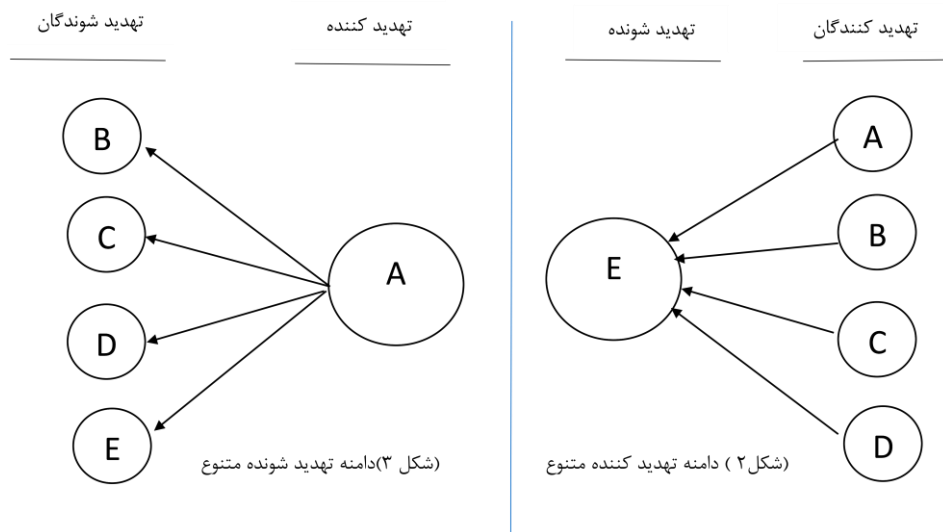 تهدید کنندگان
تهدید شونده
A
B
C
D
E
(شکل۲ ) دامنه تهدید کننده متنوع
تهدید کننده
تهدید شوندگان
A
B
C
D
E
(شکل ۳)دامنه تهدید شونده متنوع